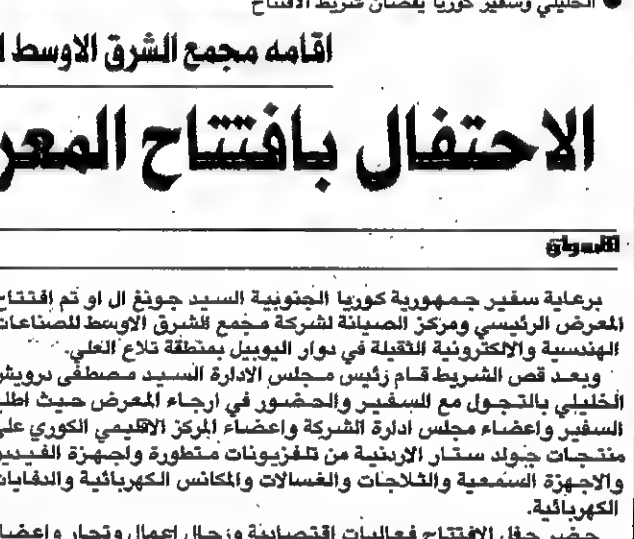 ● الخليلي وسفير كوريا يقصان شريط الافتتاح
اقامه مجمع الشرق الاوسط
الاحتفال بافتتاح المعر
الاسواق
برعاية سفير جمهورية كوريا الجنوبية السيد جونغ ال او تم افتتاح
المعرض الرئيسي ومركز الصيانة لشركة مجمع الشرق الاوسط للصناعات
الهندسية والالكترونية الثقيلة في دوار اليوبيل بمنطقة تلاع العلي.
وبعد قص الشريط قام رئيس مجلس الادارة السيد مصطفى درويش
الخليلي بالتجول مع السفير والحضور في ارجاء المعرض حيث اطلع
السفير واعضاء مجلس ادارة الشركة واعضاء المركز الاقليمي الكوري على
منتجات جولد ستار الاردنية من تلفزيونات متطورة واجهزة الفيديو
والاجهزة السمعية والثلاجات والغسالات والمكانس الكهربائية والدفايات
الكهربائية.
حضر حفل الافتتاح فعاليات اقتصادية ورجال اعمال وتجار واعضاء